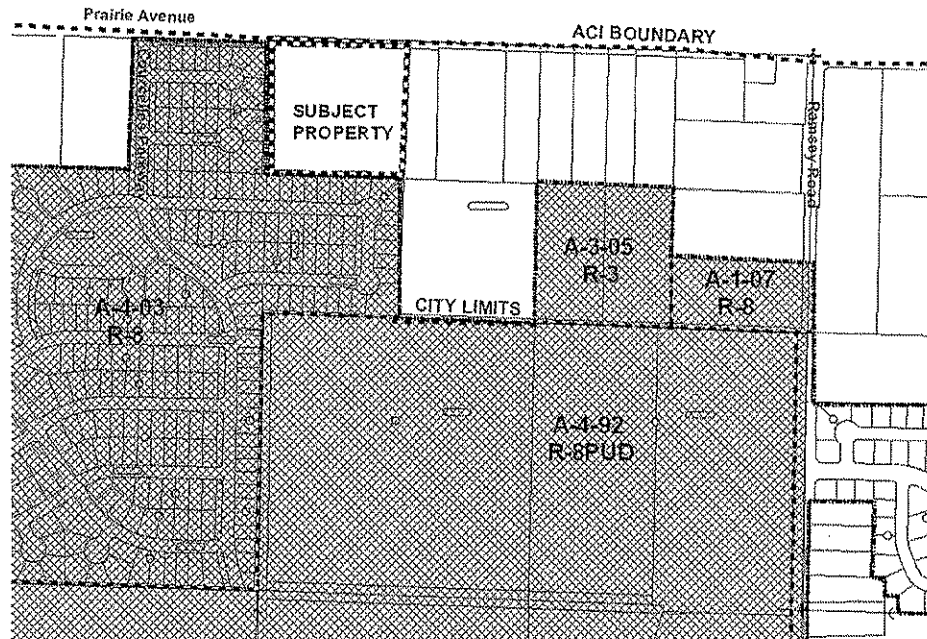 Prairie Avenue
ACI BOUNDARY
SUBJECT
PROPERTY
Ramsey Road
A-3-05
R-3
A-1-07
R-8
A-4-03
R-8
CITY LIMITS
A-4-92
R-8PUD